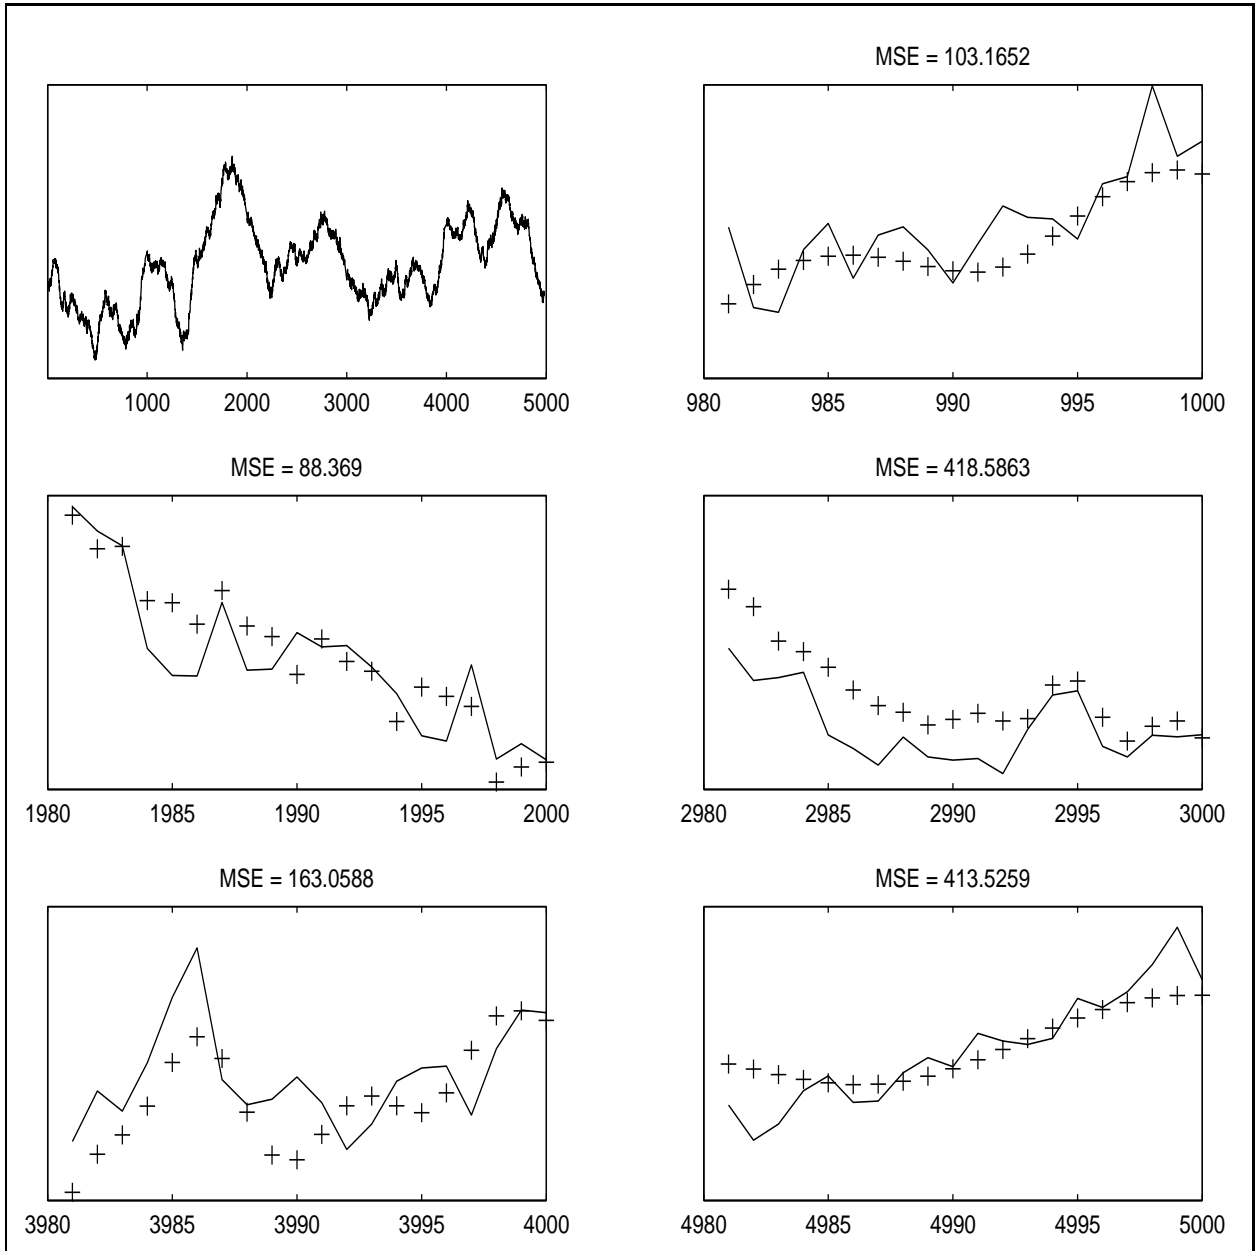 MSE = 103.1652
1000 2000 3000 4000 5000
980 985 990 995 1000
MSE = 88.369
MSE = 418.5863
1980 1985 1990 1995 2000
2980 2985 2990 2995 3000
MSE = 163.0588
MSE = 413.5259
3980 3985 3990 3995 4000
4980 4985 4990 4995 5000